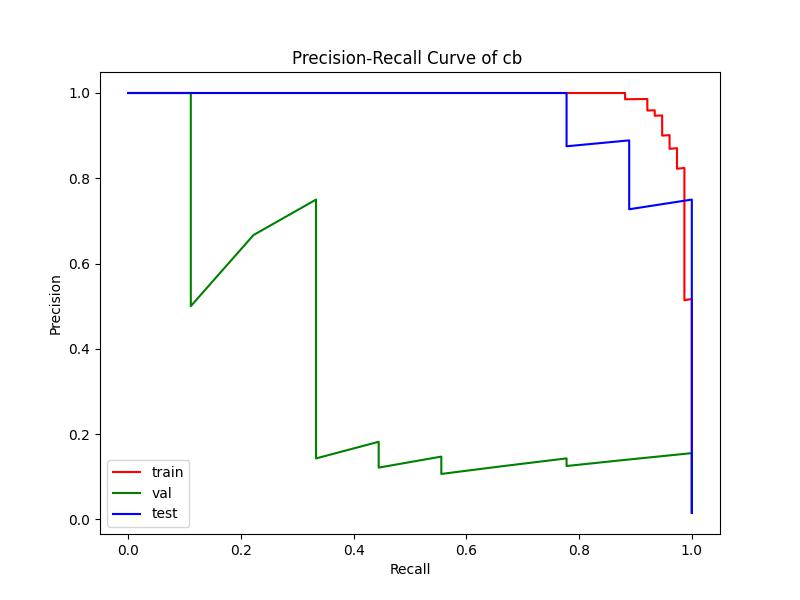 Precision-Recall Curve of cb
Precision
1.0
0.8
0.6
0.4
0.2
0.0
train
val
test
0.0 0.2 0.4 0.6 0.8 1.0
Recall